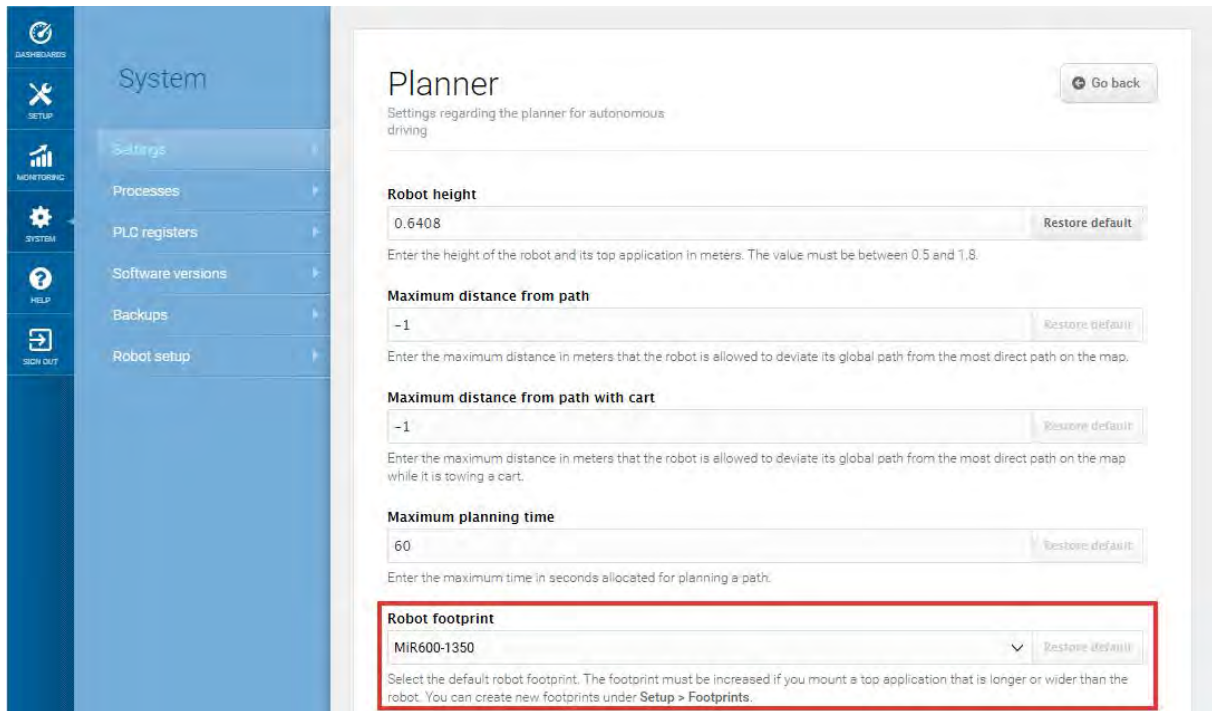 DASHBOARDS
SETUP
MONITORING
SYSTEM
HELP
SIGN OUT
System
Settings
Processes
PLC registers
Software versions
Backups
Robot setup
Planner
Go back
Settings regarding the planner for autonomous
driving
Robot height
0.6408
Restore default
Enter the height of the robot and its top application in meters. The value must be between 0.5 and 1.8.
Maximum distance from path
-1
Restore default
Enter the maximum distance in meters that the robot is allowed to deviate its global path from the most direct path on the map.
Maximum distance from path with cart
-1
Restore default
Enter the maximum distance in meters that the robot is allowed to deviate its global path from the most direct path on the map
while it is towing a cart.
Maximum planning time
60
Restore default
Enter the maximum time in seconds allocated for planning a path.
Robot footprint
MiR600-1350
Restore default
Select the default robot footprint. The footprint must be increased if you mount a top application that is longer or wider than the
robot. You can create new footprints under Setup > Footprints.